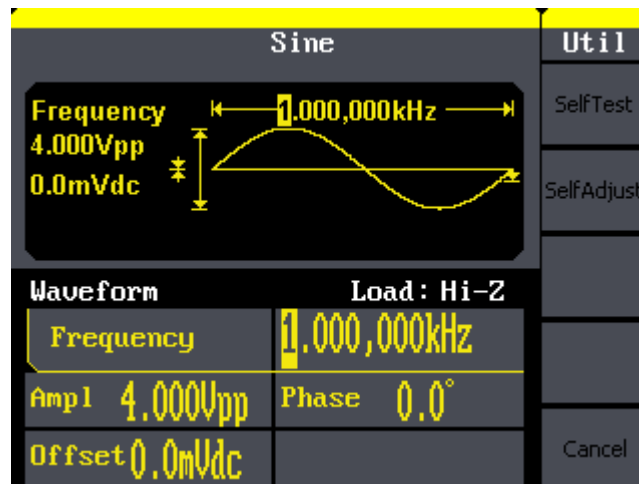 Sine
Util
Frequency
1.000,000kHz
4.000Vpp
0.0mVdc
SelfTest
SelfAdjust
Waveform Load: Hi-Z
Frequency 1.000,000kHz
Ampl 4.000Vpp Phase 0.0°
Offset 0.0mVdc
Cancel